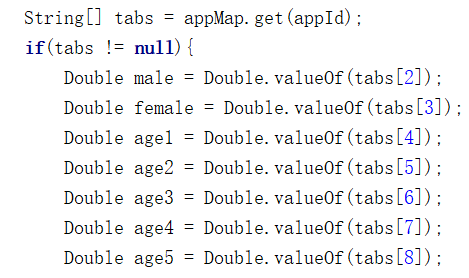 String[] tabs = appMap.get(appId);
if(tabs != null){
Double male = Double.valueOf(tabs[2]);
Double female = Double.valueOf(tabs[3]);
Double age1 = Double.valueOf(tabs[4]);
Double age2 = Double.valueOf(tabs[5]);
Double age3 = Double.valueOf(tabs[6]);
Double age4 = Double.valueOf(tabs[7]);
Double age5 = Double.valueOf(tabs[8]);